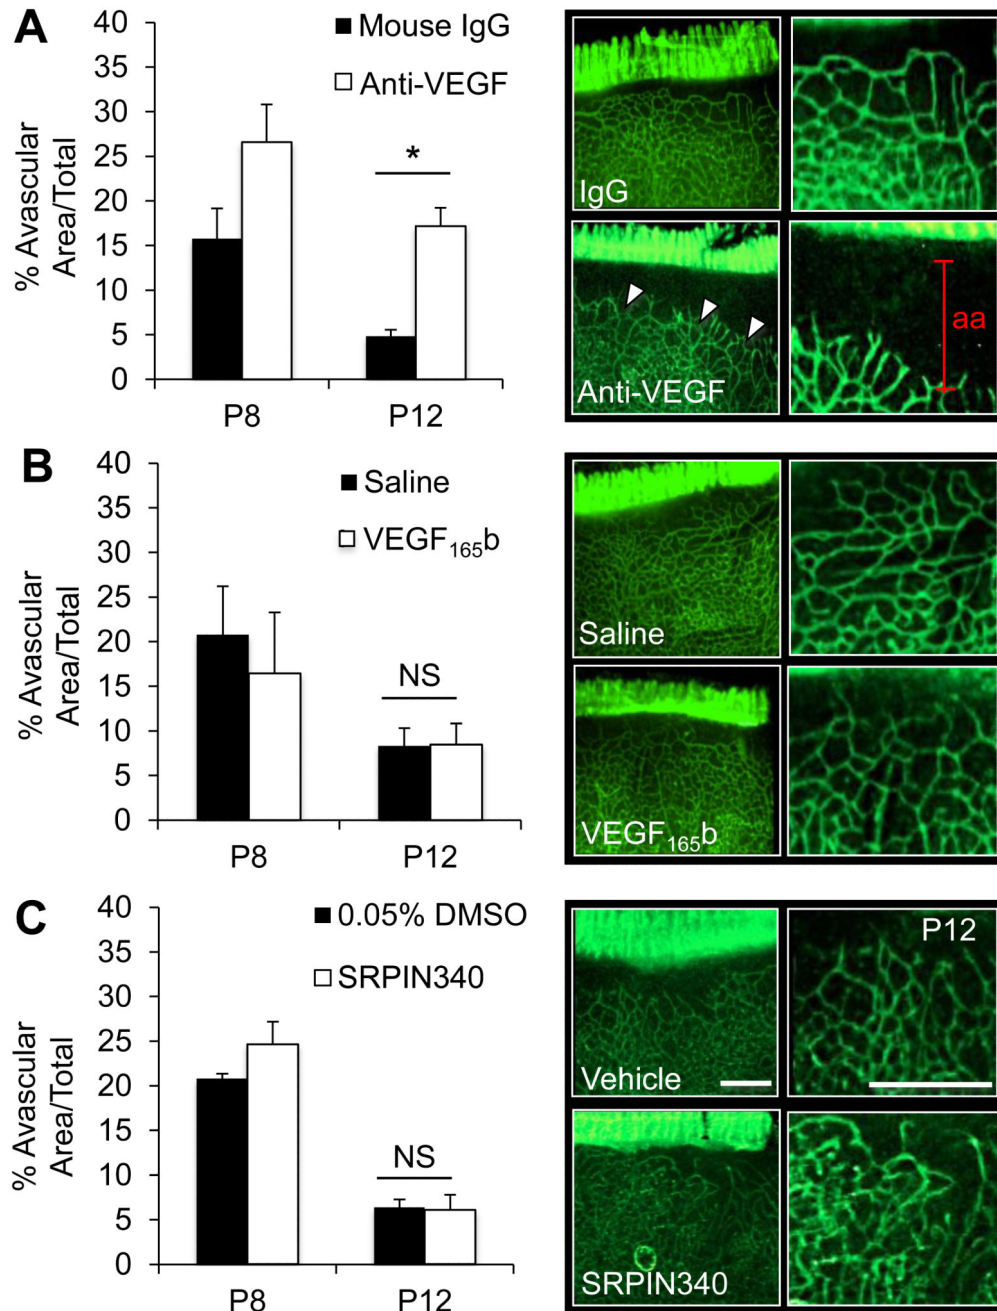 A
% Avascular
Area/Total
40
35
30
25
20
15
10
5
0
Mouse IgG
Anti-VEGF
*
P8
P12
IgG
Anti-VEGF
aa
B
% Avascular
Area/Total
40
35
30
25
20
15
10
5
0
Saline
VEGF₁₆₅b
NS
P8
P12
Saline
VEGF₁₆₅b
C
% Avascular
Area/Total
40
35
30
25
20
15
10
5
0
0.05% DMSO
SRPIN340
NS
P8
P12
Vehicle
P12
SRPIN340